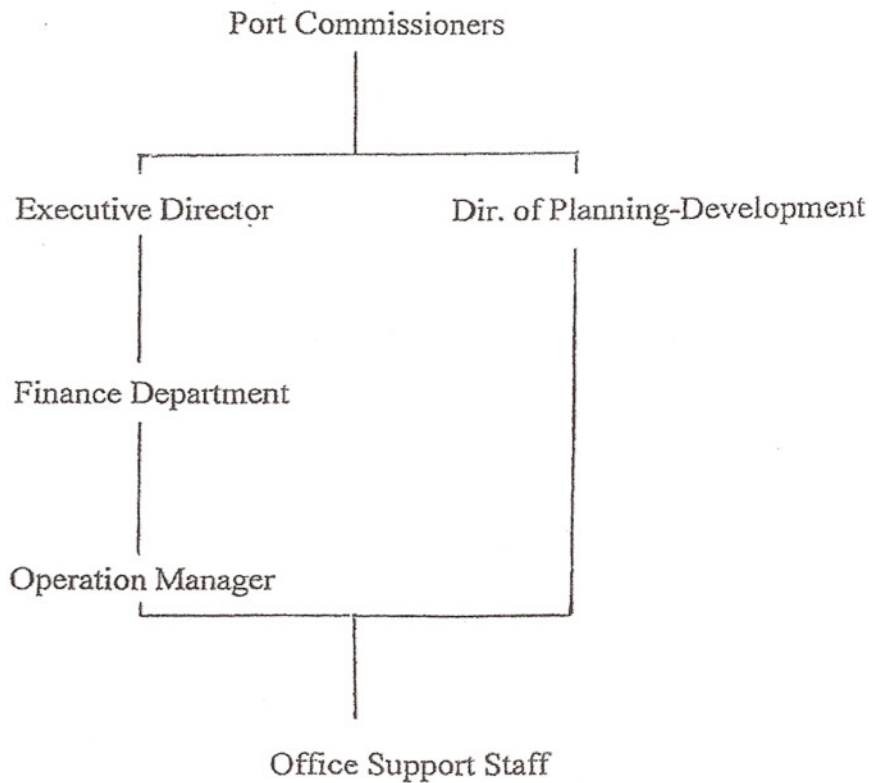 Port Commissioners
Executive Director
Dir. of Planning-Development
Finance Department
Operation Manager
Office Support Staff